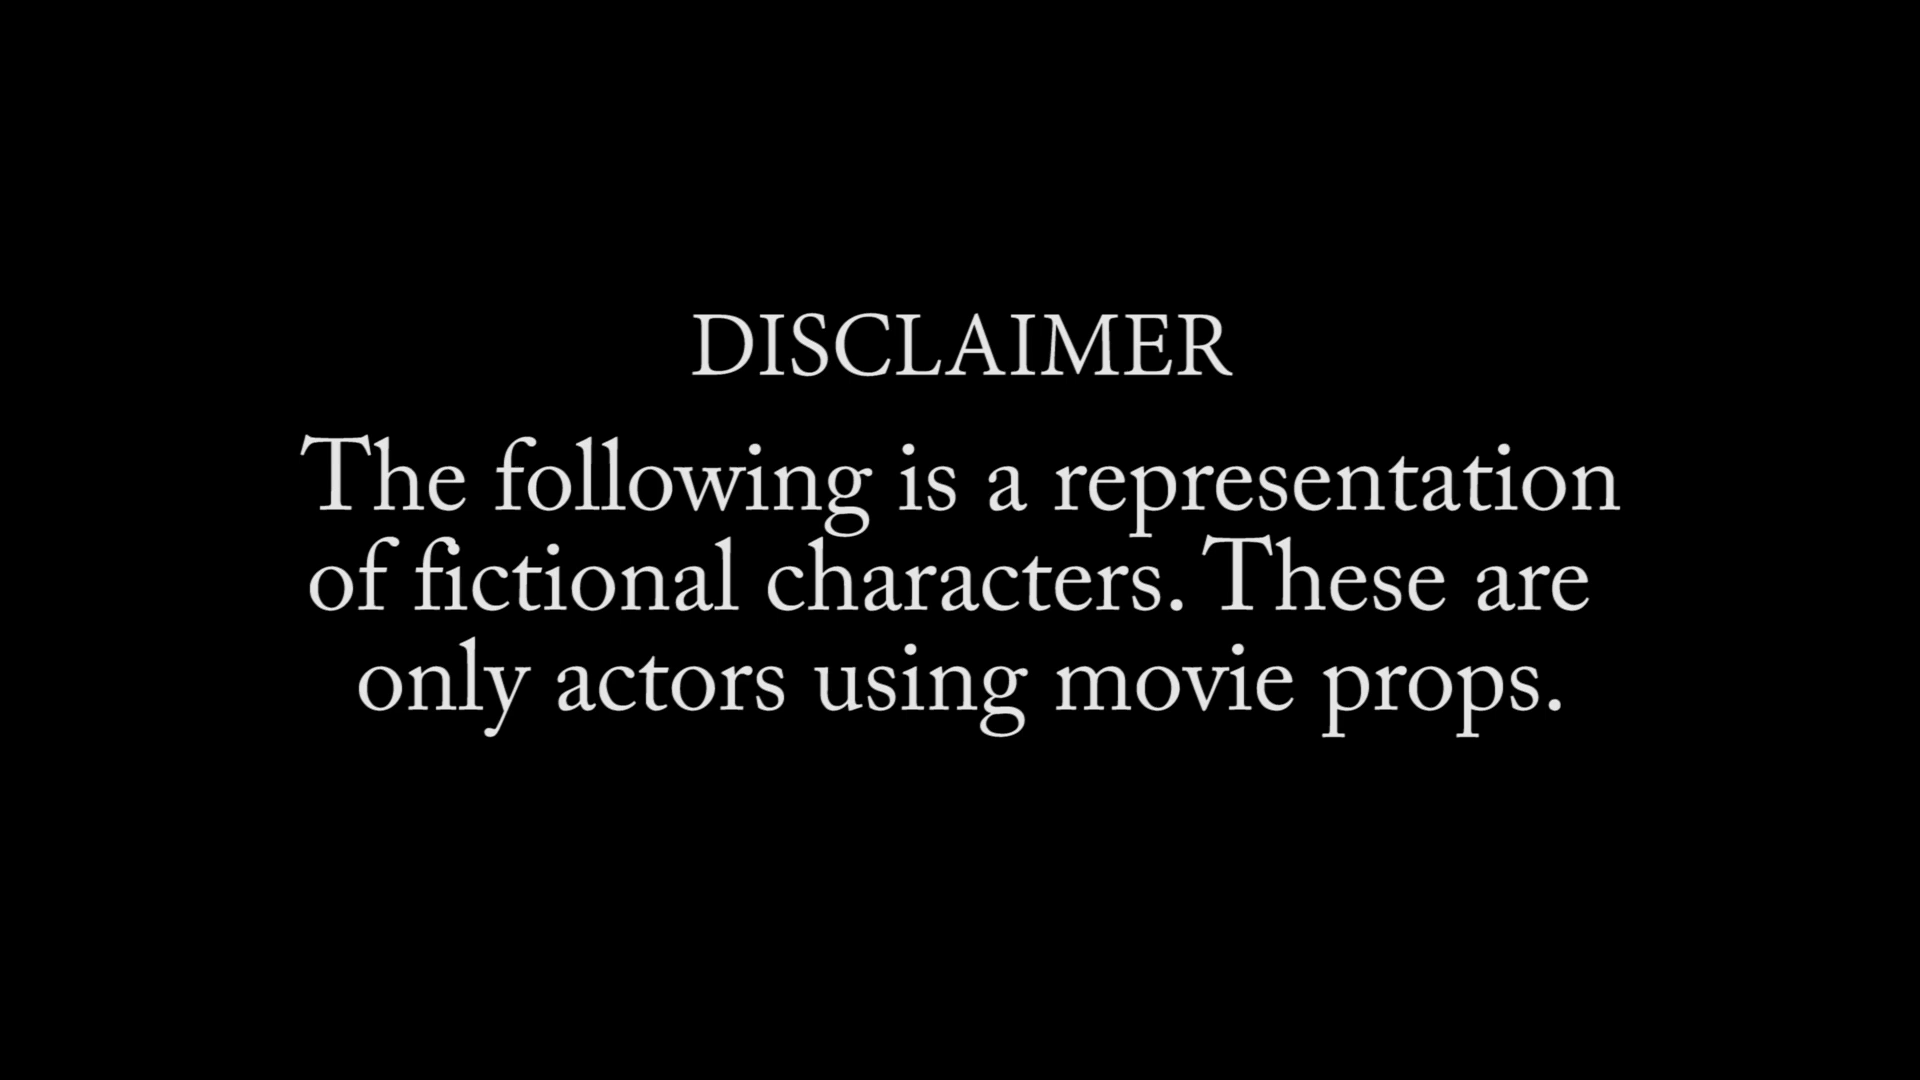 DISCLAIMER
The following is a representation
of fictional characters. These are
only actors using movie props.